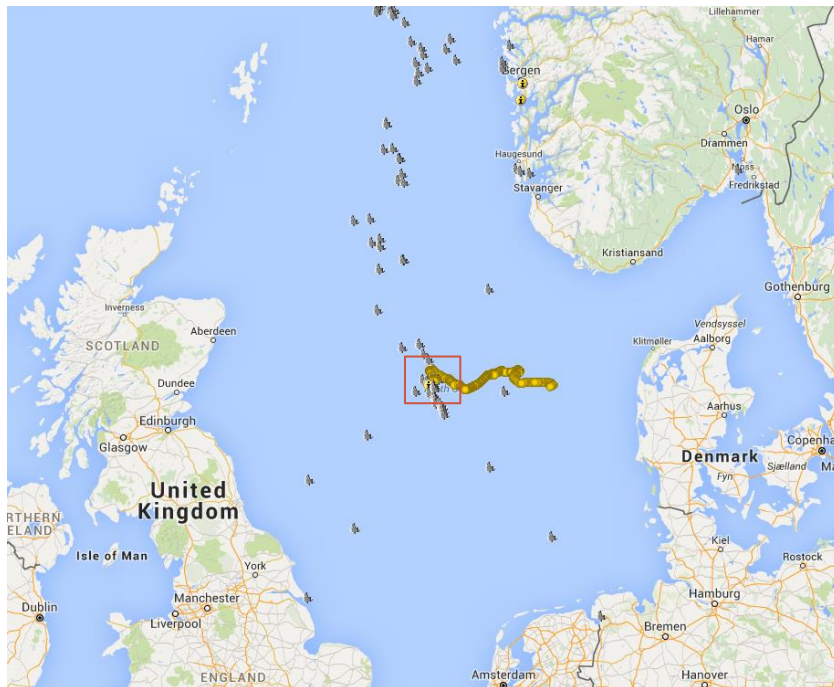 Lillehammer
Hamar
Bergen
Oslo
Drammen
Haugesund
Moss
Fredrikstad
Stavanger
Kristiansand
Gothenburg
Inverness
Vendsyssel
Aberdeen
Klitmøller
Aalborg
SCOTLAND
Dundee
Aarhus
Edinburgh
Glasgow
Copenha
Denmark
Sjælland
Fyn
Ma
United
Kingdom
RTHERN
ELAND
Isle of Man
Kiel
Rostock
York
Hamburg
Manchester
Dublin
Liverpool
Bremen
ENGLAND
Amsterdam
Hanover